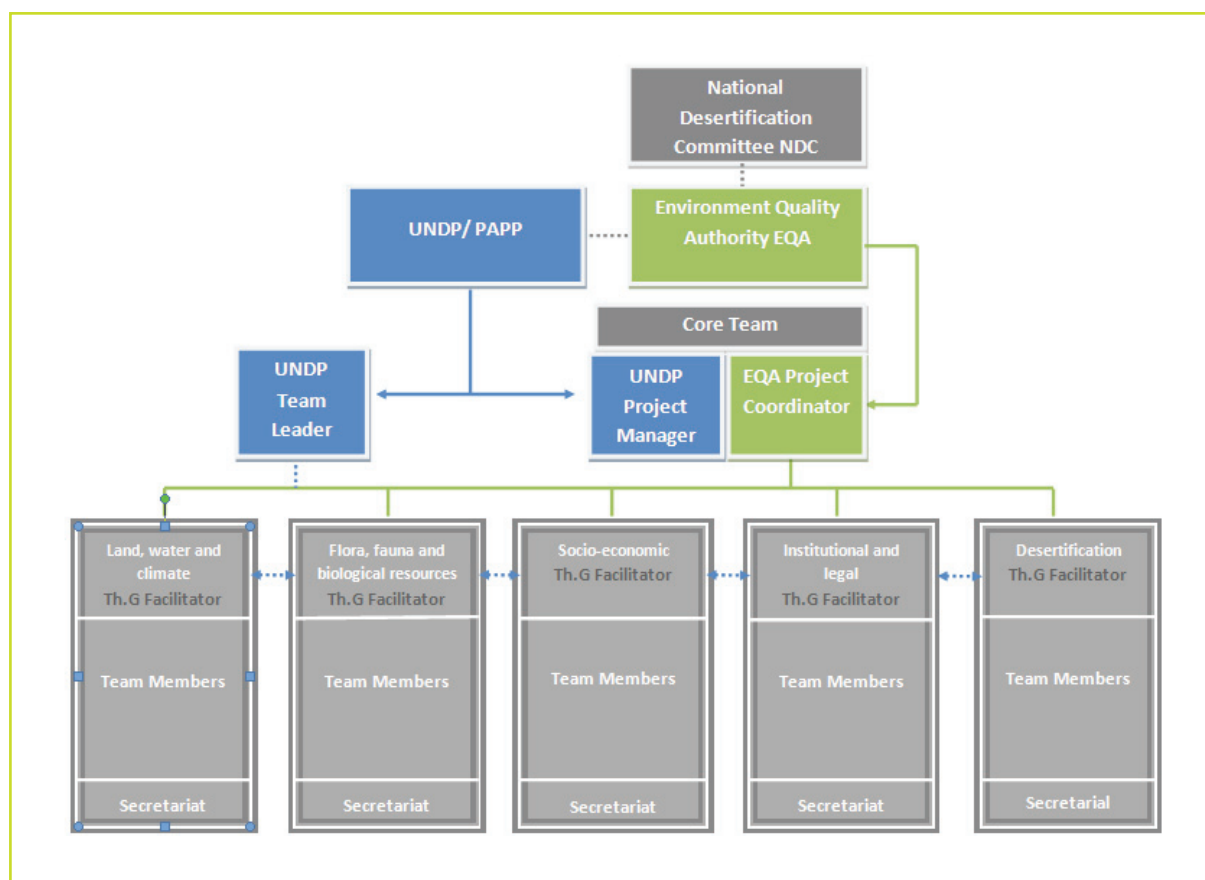 National
Desertification
Committee NDC
UNDP/ PAPP
Environment Quality
Authority EQA
Core Team
UNDP
Team
Leader
UNDP
Project
Manager
EQA Project
Coordinator
Land, water and
climate
Th.G Facilitator
Team Members
Secretariat
Flora, fauna and
biological resources
Th.G Facilitator
Team Members
Secretariat
Socio-economic
Th.G Facilitator
Team Members
Secretariat
Institutional and
legal
Th.G Facilitator
Team Members
Secretariat
Desertification
Th.G Facilitator
Team Members
Secretarial